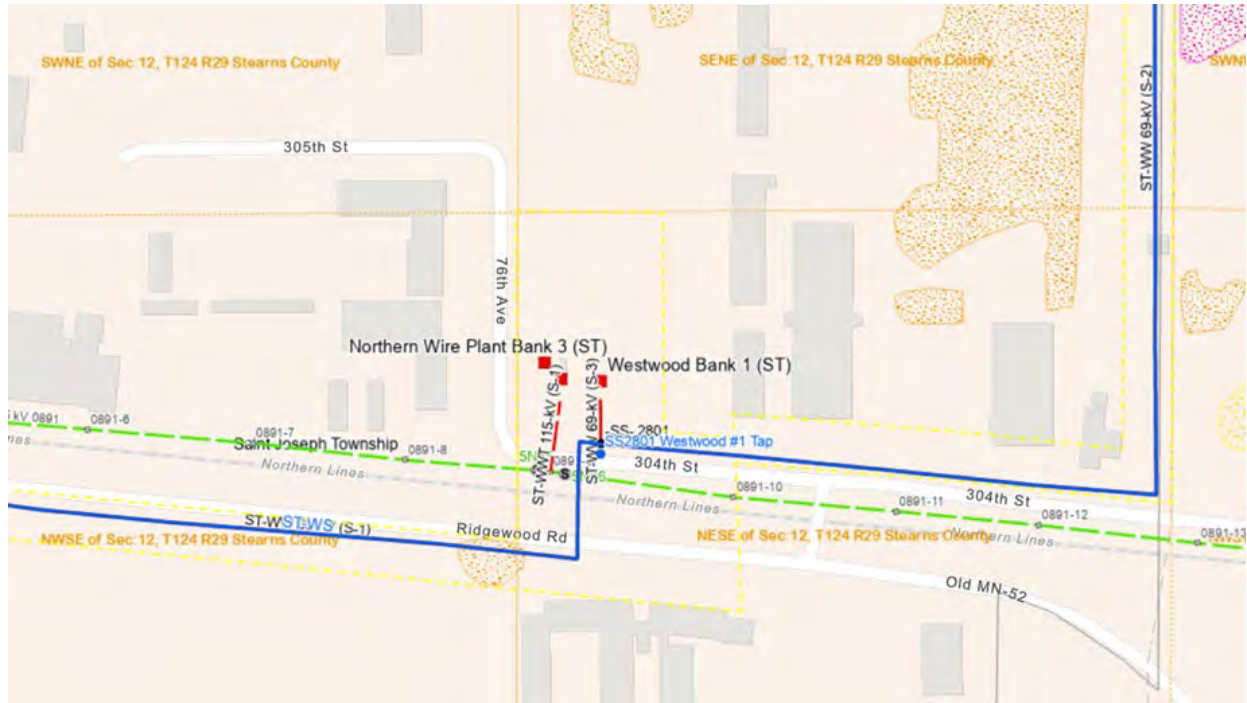 SWNE of Sec 12, T124 R29 Stearns County
SENE of Sec 12, T124 R29 Stearns County
ST-WW 69-kV (S-2)
305th St
76th Ave
Northern Wire Plant Bank 3 (ST)
Westwood Bank 1 (ST)
ST-WWT 115-kV (S-1)
ST-WW 69-kV (S-3)
kV 0891
0891-6
0891-7
Saint Joseph Township
0891-8
SS- 2801
SS2801 Westwood #1 Tap
304th St
Northern Lines
Northern Lines
0891-10
0891-11
304th St
0891-12
Northern Lines
0891-13
ST-WS
(S-1)
Ridgewood Rd
NWSE of Sec 12, T124 R29 Stearns County
NESE of Sec 12, T124 R29 Stearns County
Old MN-52